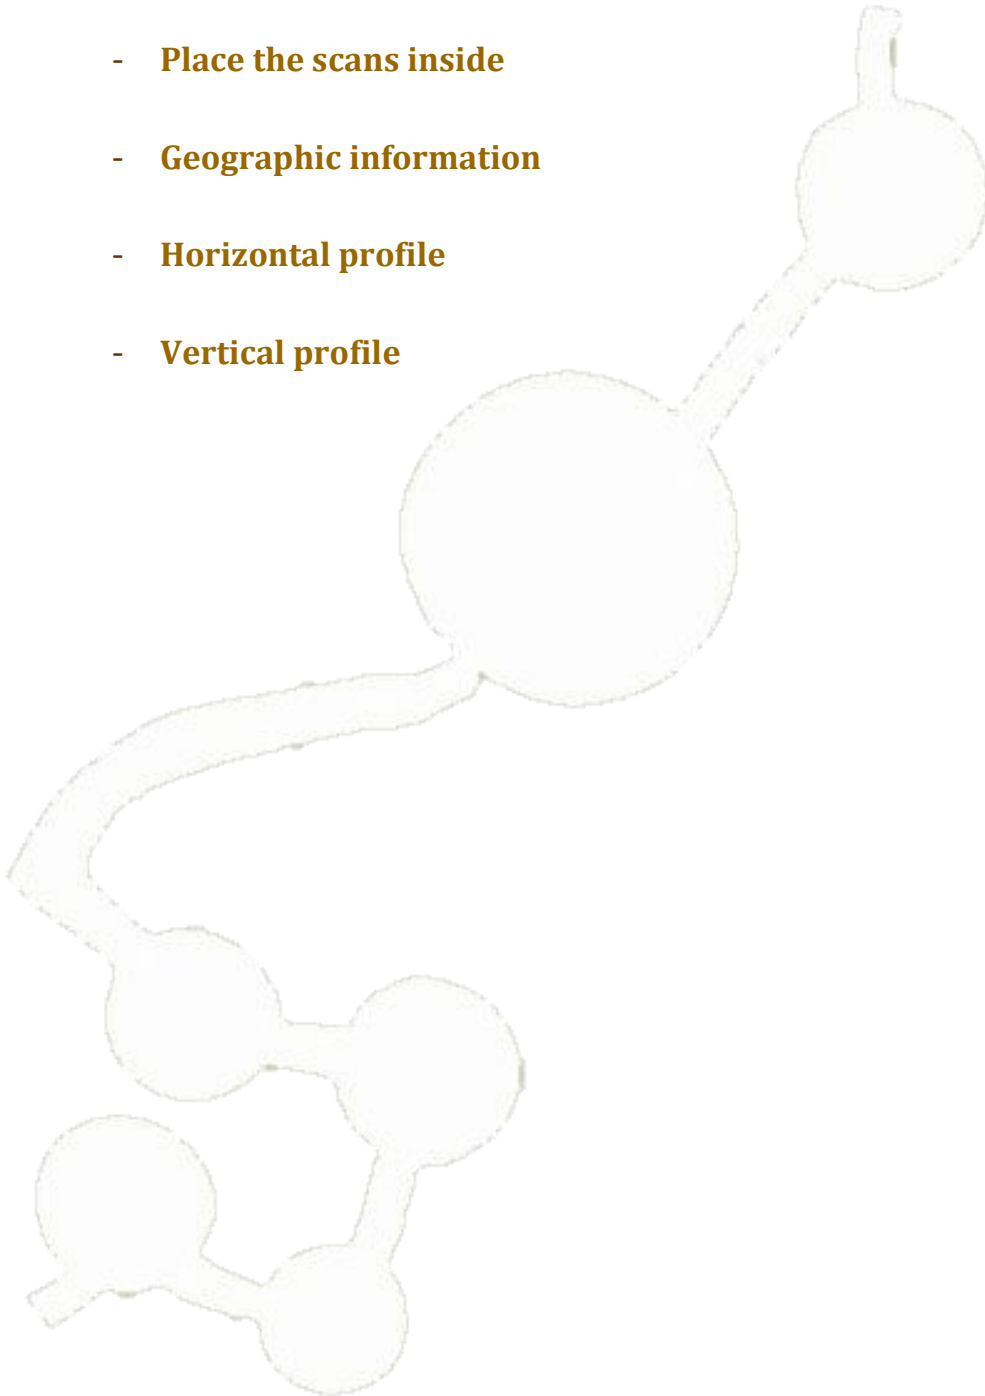 - Place the scans inside
- Geographic information
- Horizontal profile
- Vertical profile